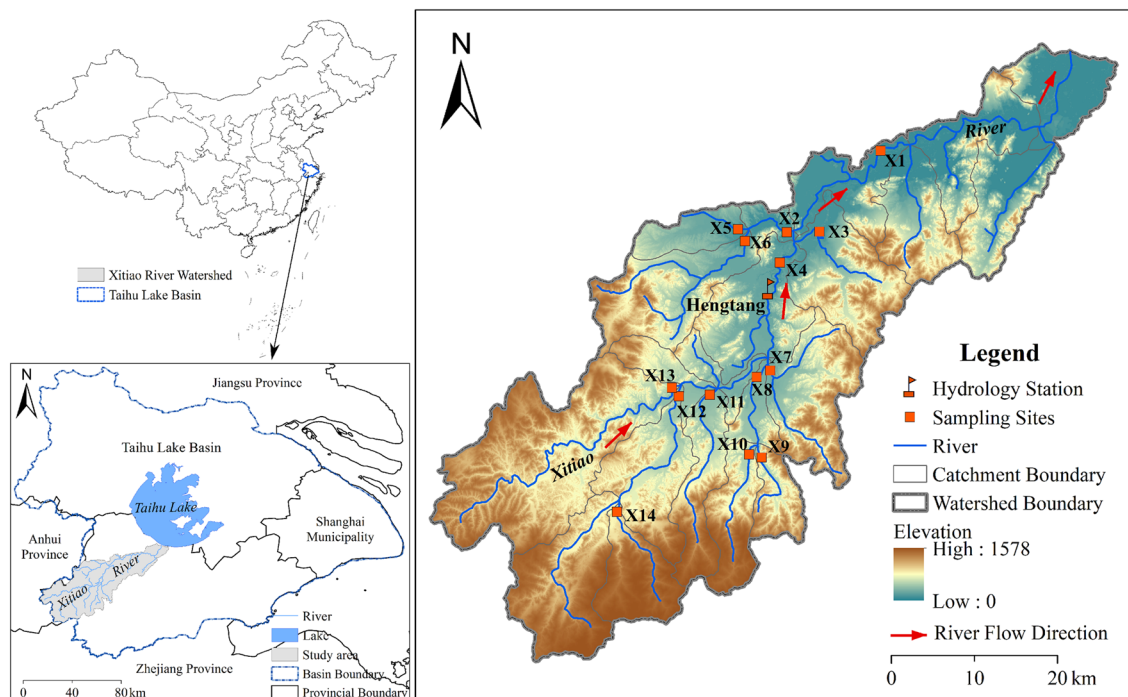 Xitiao River Watershed
Taihu Lake Basin
N
Jiangsu Province
Taihu Lake Basin
Taihu Lake
Shanghai
Municipality
Anhui
Province
Xitiao
River
Zhejiang Province
River
Lake
Study area
Basin Boundary
Provincial Boundary
0
40
80
km
N
River
X1
X2
X3
X5
X6
X4
Hengtang
X7
X8
X13
X12
X11
X10
X9
Xitiao
X14
Legend
Hydrology Station
Sampling Sites
River
Catchment Boundary
Watershed Boundary
Elevation
High : 1578
Low : 0
River Flow Direction
0
10
20 km